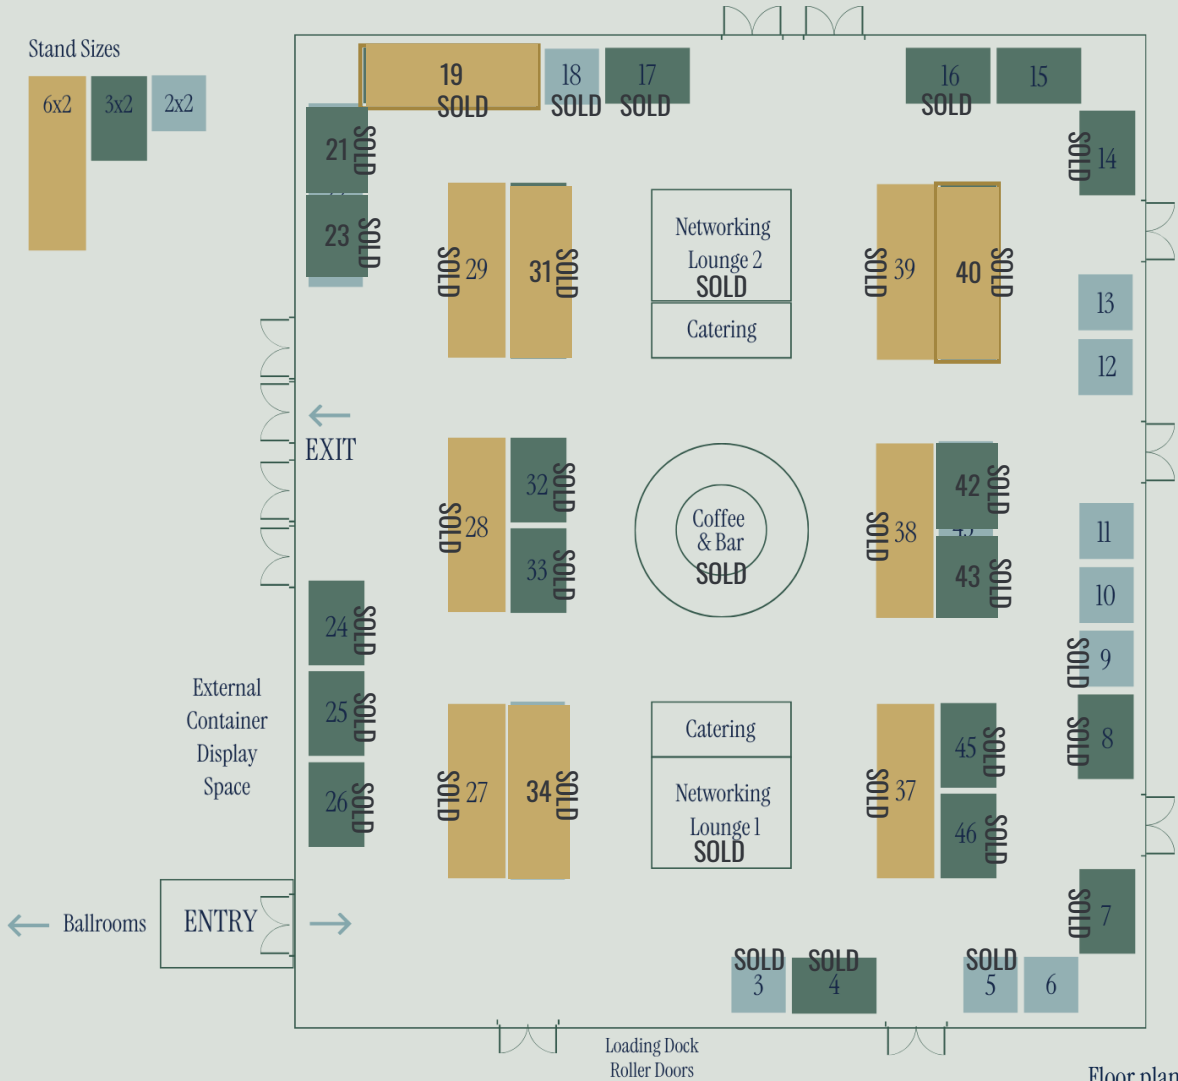 Stand Sizes
6x2
3x2
2x2
19
SOLD
18
SOLD
17
SOLD
16
SOLD
15
21
SOLD
23
SOLD
14
SOLD
29
SOLD
31
SOLD
Networking
Lounge 2
SOLD
Catering
39
SOLD
40
SOLD
13
12
EXIT
28
SOLD
32
SOLD
33
SOLD
Coffee
& Bar
SOLD
38
SOLD
42
SOLD
43
SOLD
11
10
9
SOLD
8
SOLD
24
SOLD
25
SOLD
26
SOLD
External
Container
Display
Space
27
SOLD
34
SOLD
Catering
Networking
Lounge 1
SOLD
37
SOLD
45
SOLD
46
SOLD
7
SOLD
Ballrooms
ENTRY
SOLD
3
SOLD
4
SOLD
5
6
Loading Dock
Roller Doors
Floor plan